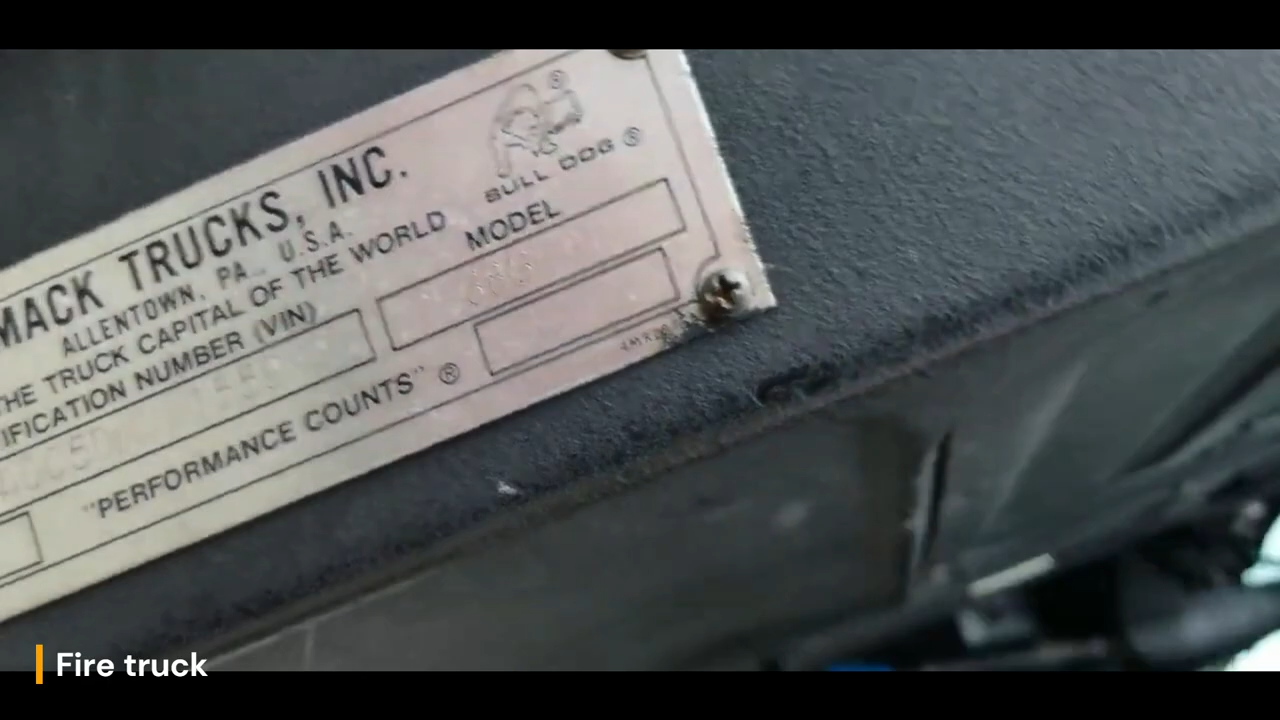 MACK TRUCKS, INC.
ALLENTOWN, PA., U.S.A.
THE TRUCK CAPITAL OF THE WORLD
BULL DOG ®
IFICATION NUMBER (VIN)
MODEL
"PERFORMANCE COUNTS" ®
Fire truck